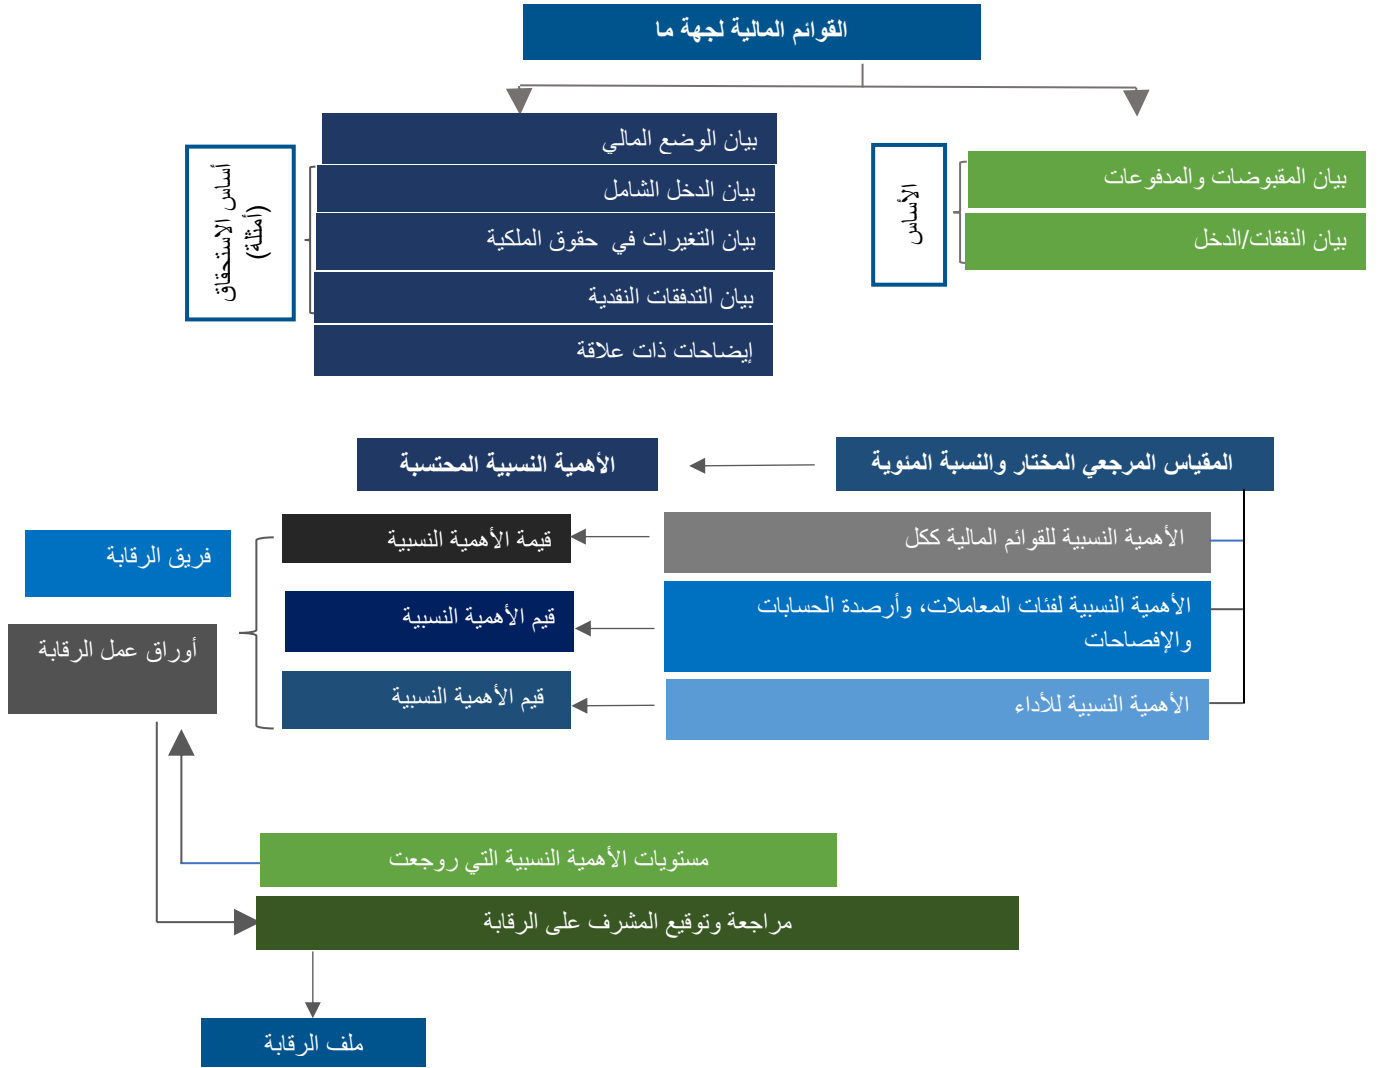 القوائم المالية لجهة ما
بيان المقبوضات والمدفوعات
بيان النفقات/الدخل
الأساس
بيان الوضع المالي
بيان الدخل الشامل
بيان التغيرات في حقوق الملكية
بيان التدفقات النقدية
إيضاحات ذات علاقة
أساس الاستحقاق
(أمثلة)
المقياس المرجعي المختار والنسبة المئوية
الأهمية النسبية المحتسبة
الأهمية النسبية للقوائم المالية ككل
قيمة الأهمية النسبية
الأهمية النسبية لفئات المعاملات، وأرصدة الحسابات
والإفصاحات
قيم الأهمية النسبية
الأهمية النسبية للأداء
قيم الأهمية النسبية
فريق الرقابة
أوراق عمل الرقابة
مستويات الأهمية النسبية التي روجعت
مراجعة وتوقيع المشرف على الرقابة
ملف الرقابة